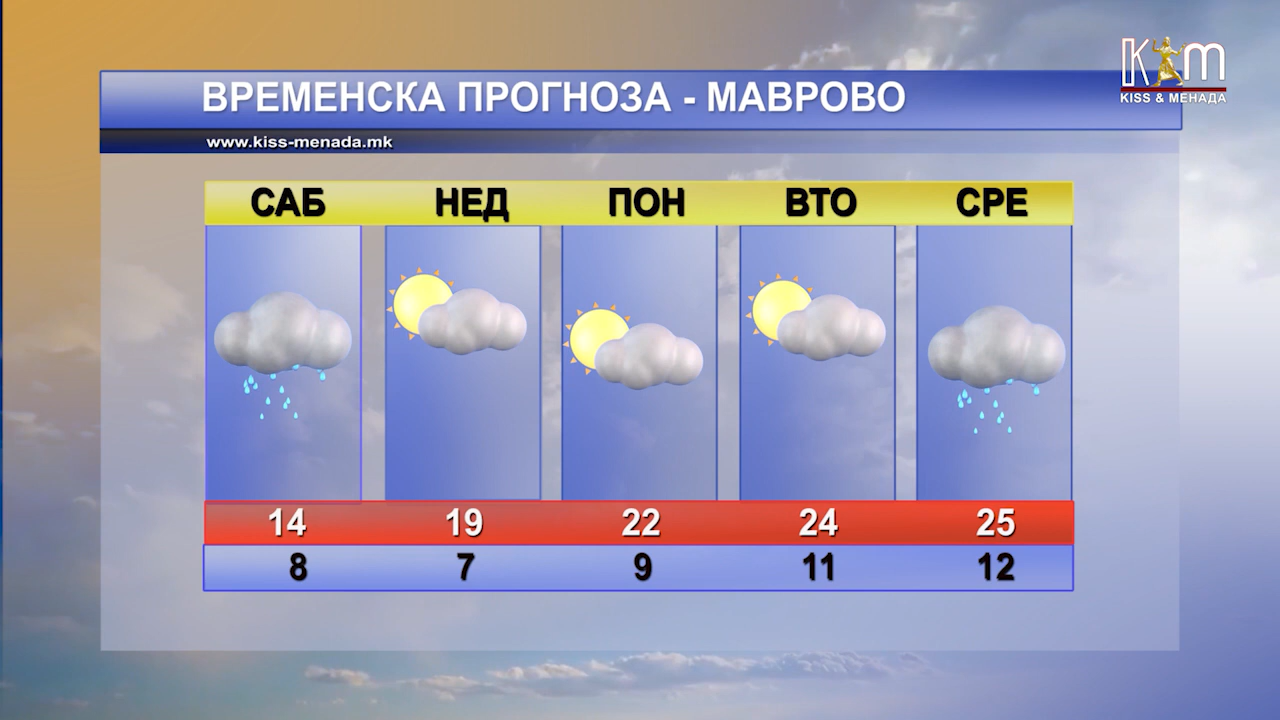 KM
KISS & МЕНАДА
ВРЕМЕНСКА ПРОГНОЗА - МАВРОВО
www.kiss-menada.mk
САБ НЕД ПОН ВТО СРЕ
14 19 22 24 25
8 7 9 11 12